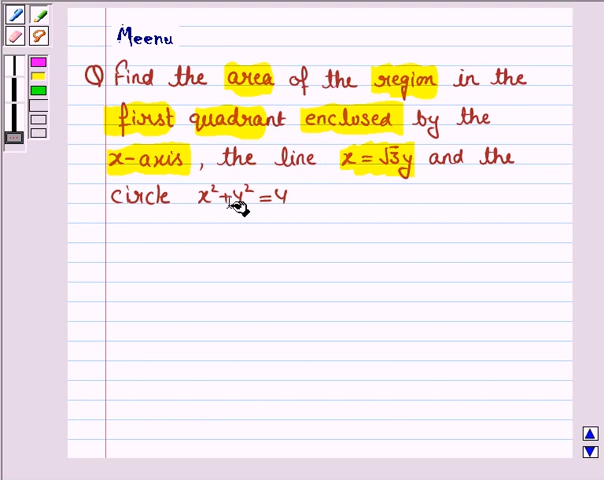 Meenu
Q Find the area of the region in the
first quadrant enclosed by the
x-axis, the line x = √3y and the
circle x² + y² = 4